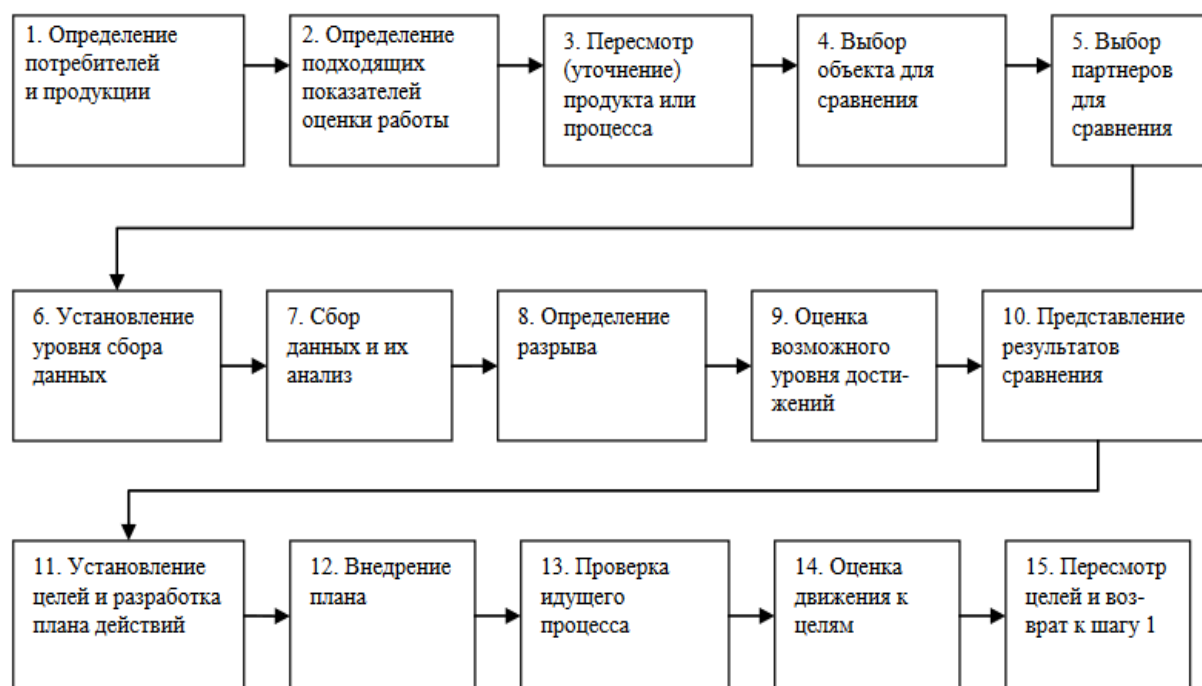 1. Определение
потребителей
и продукции
2. Определение
подходящих
показателей
оценки работы
3. Пересмотр
(уточнение)
продукта или
процесса
4. Выбор
объекта для
сравнения
5. Выбор
партнеров
для
сравнения
6. Установление
уровня сбора
данных
7. Сбор
данных и их
анализ
8. Определение
разрыва
9. Оценка
возможного
уровня дости-
жений
10. Представление
результатов
сравнения
11. Установление
целей и разработка
плана действий
12. Внедрение
плана
13. Проверка
идущего
процесса
14. Оценка
движения к
целям
15. Пересмотр
целей и воз-
врат к шагу 1